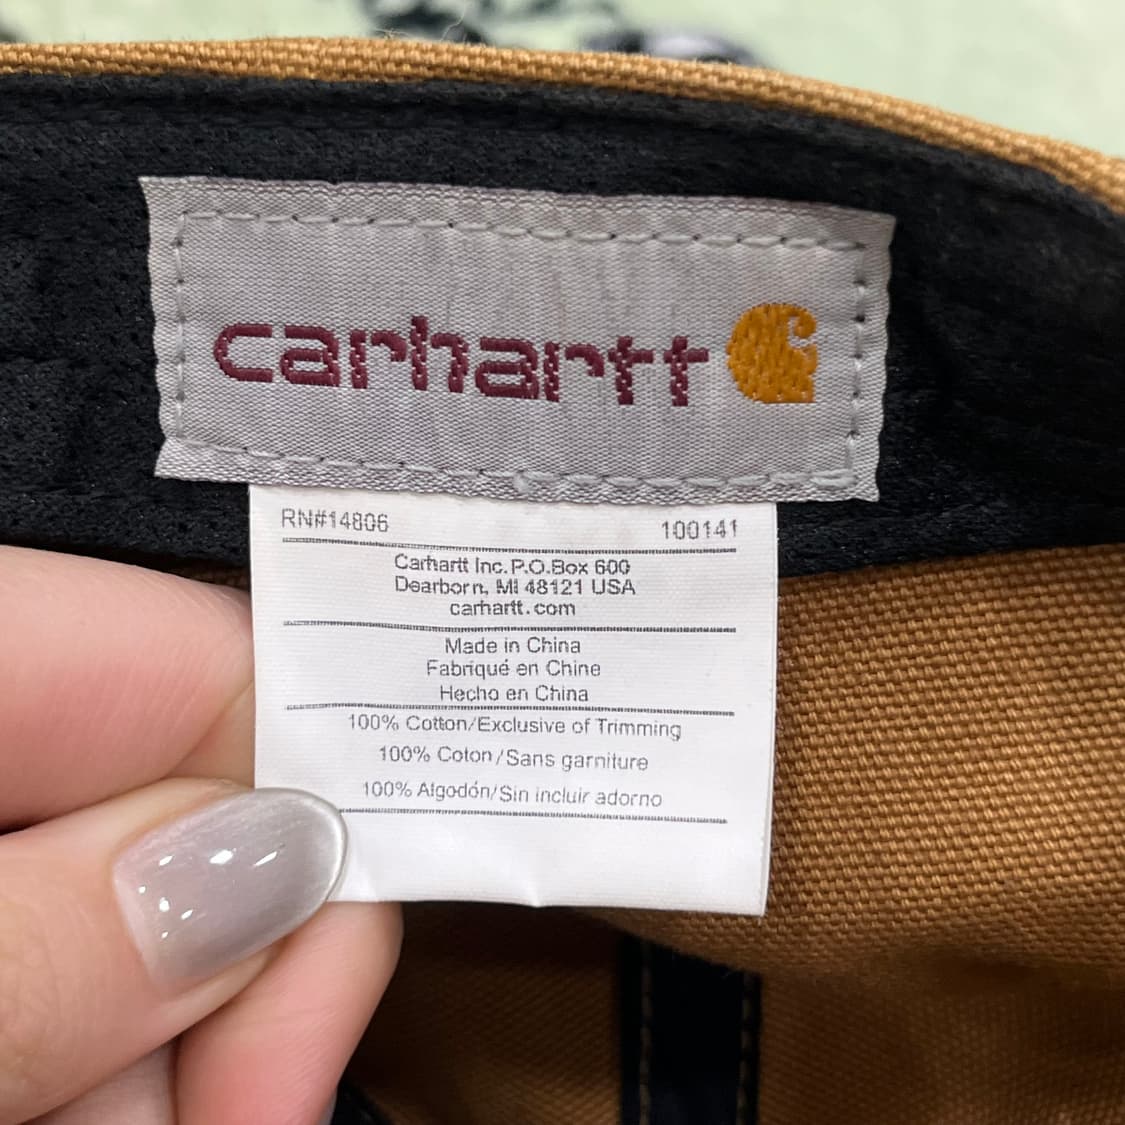 carhartt
RN#14806 100141
Carhartt Inc. P.O.Box 600
Dearborn, MI 48121 USA
carhartt.com
Made in China
Fabriqué en Chine
Hecho en China
100% Cotton/Exclusive of Trimming
100% Coton/Sans garniture
100% Algodón/Sin incluir adorno